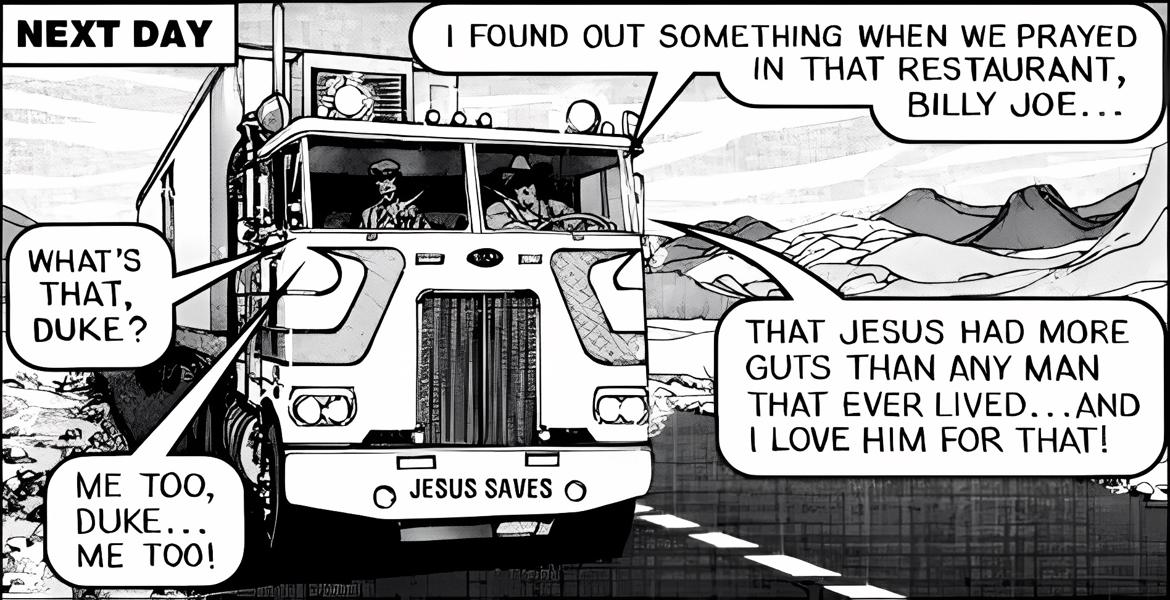 NEXT DAY
I FOUND OUT SOMETHING WHEN WE PRAYED
IN THAT RESTAURANT,
BILLY JOE...
WHAT'S
THAT,
DUKE?
THAT JESUS HAD MORE
GUTS THAN ANY MAN
THAT EVER LIVED...AND
I LOVE HIM FOR THAT!
ME TOO,
DUKE...
ME TOO!
JESUS SAVES